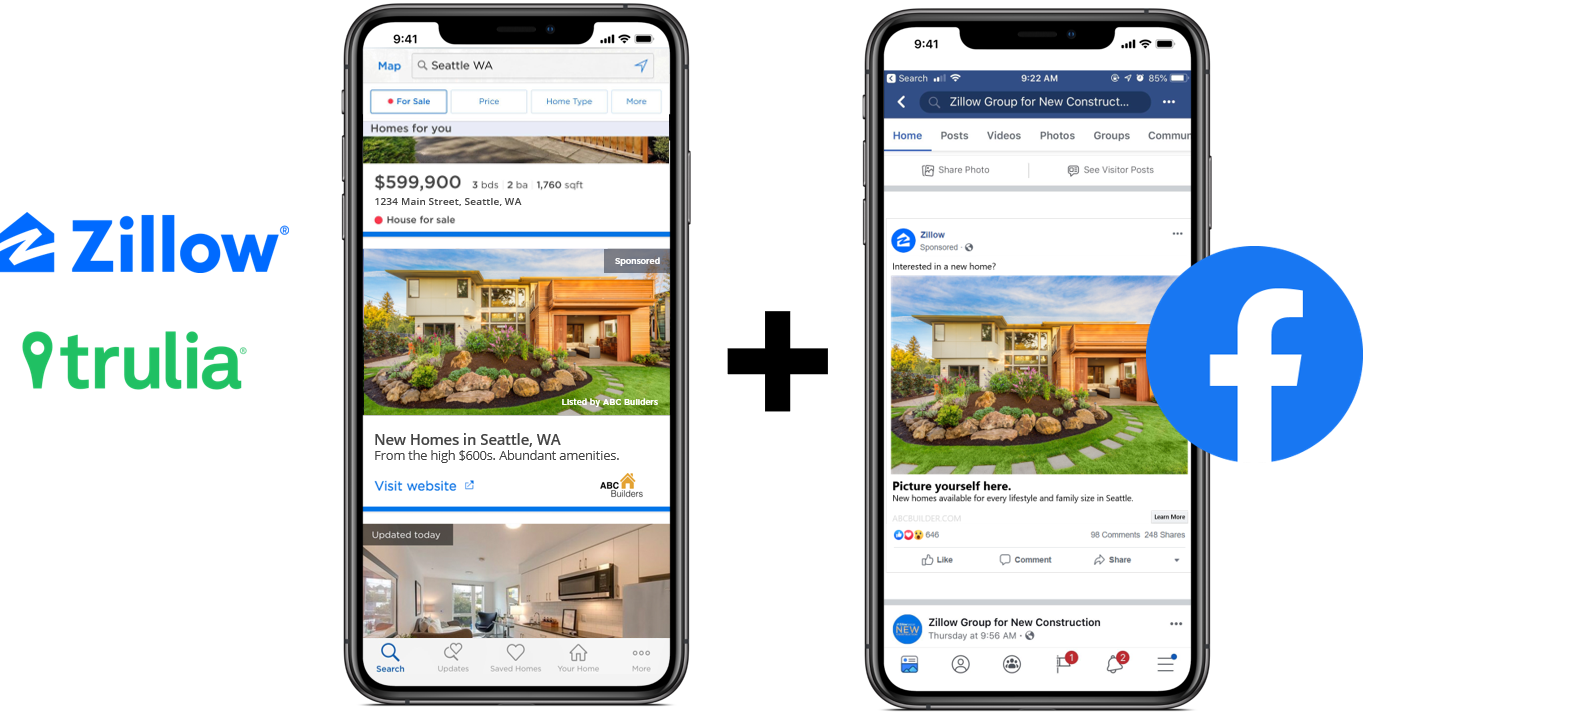 Zillow®
trulia®
9:41
Map
Seattle WA
For Sale
Price
Home Type
More
Homes for you
$599,900 3 bds 2 ba 1,760 sqft
1234 Main Street, Seattle, WA
House for sale
Sponsored
Listed by ABC Builders
New Homes in Seattle, WA
From the high $600s. Abundant amenities.
Visit website
ABC
Builders
Updated today
Search
Updates
Saved Homes
Your Home
More
9:41
Search
9:22 AM
85%
Zillow Group for New Construct...
Home
Posts
Videos
Photos
Groups
Commun
Share Photo
See Visitor Posts
Zillow
Sponsored ·
Interested in a new home?
Picture yourself here.
New homes available for every lifestyle and family size in Seattle.
ABCBUILDER.COM
Learn More
646
98 Comments 248 Shares
Like
Comment
Share
NEW
Zillow Group for New Construction
Thursday at 9:56 AM ·
1
2
f